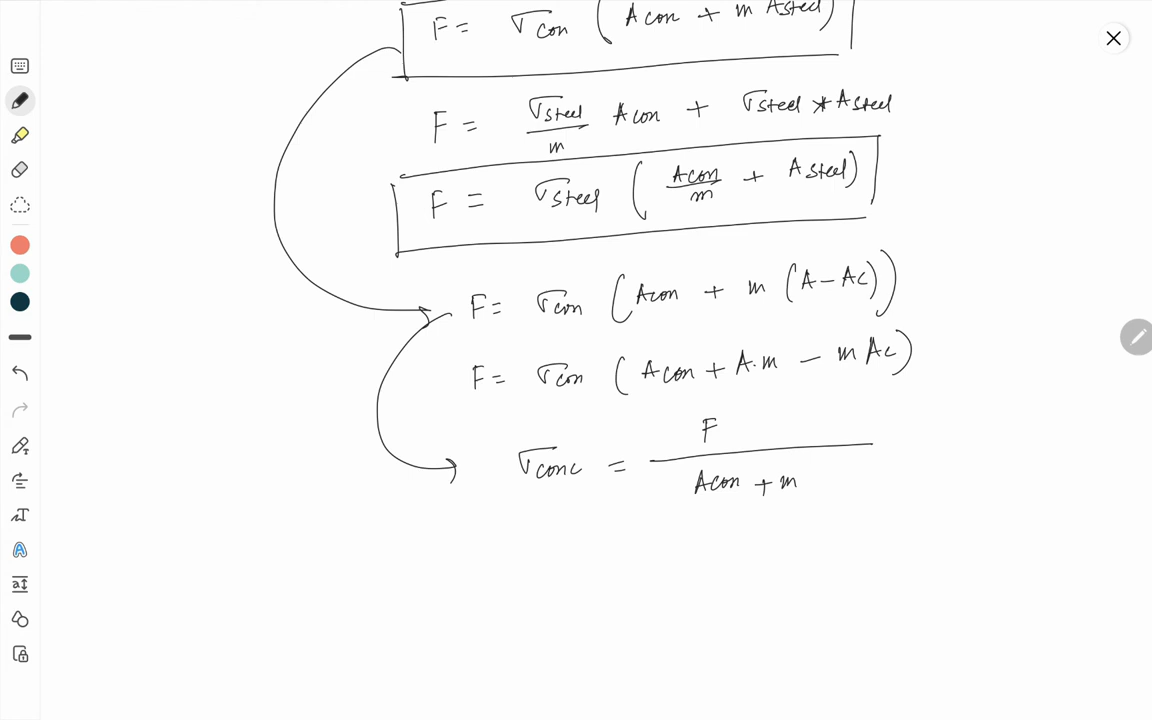 F = σcon (Acon + m Asteel)
F = σsteel/m Acon + σsteel * Asteel
F = σsteel (Acon/m + Asteel)
F = σcon (Acon + m (A - Ac))
F = σcon (Acon + A.m - m Ac)
σconc = F / Acon + m